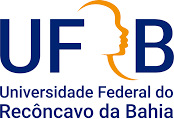 UFRB
Universidade Federal do
Recôncavo da Bahia